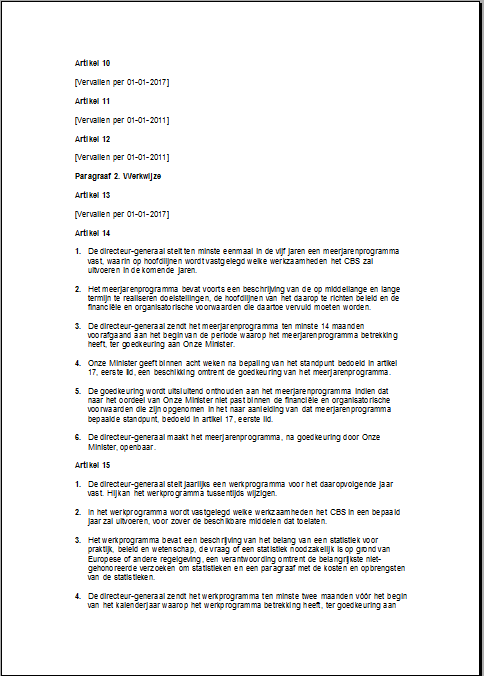 Artikel 10
[Vervallen per 01-01-2017]
Artikel 11
[Vervallen per 01-01-2011]
Artikel 12
[Vervallen per 01-01-2011]
Paragraaf 2. Werkwijze
Artikel 13
[Vervallen per 01-01-2017]
Artikel 14
1. De directeur-generaal stelt ten minste eenmaal in de vijf jaren een meerjarenprogramma
vast, waarin op hoofdlijnen wordt vastgelegd welke werkzaamheden het CBS zal
uitvoeren in de komende jaren.
2. Het meerjarenprogramma bevat voorts een beschrijving van de op middellange en lange
termijn te realiseren doelstellingen, de hoofdlijnen van het daarop te richten beleid en de
financiële en organisatorische voorwaarden die daartoe vervuld moeten worden.
3. De directeur-generaal zendt het meerjarenprogramma ten minste 14 maanden
voorafgaand aan het begin van de periode waarop het meerjarenprogramma betrekking
heeft, ter goedkeuring aan Onze Minister.
4. Onze Minister geeft binnen acht weken na bepaling van het standpunt bedoeld in artikel
17, eerste lid, een beschikking omtrent de goedkeuring van het meerjarenprogramma.
5. De goedkeuring wordt uitsluitend onthouden aan het meerjarenprogramma indien dat
naar het oordeel van Onze Minister niet past binnen de financiële en organisatorische
voorwaarden die zijn opgenomen in het naar aanleiding van dat meerjarenprogramma
bepaalde standpunt, bedoeld in artikel 17, eerste lid.
6. De directeur-generaal maakt het meerjarenprogramma, na goedkeuring door Onze
Minister, openbaar.
Artikel 15
1. De directeur-generaal stelt jaarlijks een werkprogramma voor het daaropvolgende jaar
vast. Hij kan het werkprogramma tussentijds wijzigen.
2. In het werkprogramma wordt vastgelegd welke werkzaamheden het CBS in een bepaald
jaar zal uitvoeren, voor zover de beschikbare middelen dat toelaten.
3. Het werkprogramma bevat een beschrijving van het belang van een statistiek voor
praktijk, beleid en wetenschap, de vraag of een statistiek noodzakelijk is op grond van
Europese of andere regelgeving, een verantwoording omtrent de belangrijkste niet-
gehonoreerde verzoeken om statistieken en een paragraaf met de kosten en opbrengsten
van de statistieken.
4. De directeur-generaal zendt het werkprogramma ten minste twee maanden vóór het begin
van het kalenderjaar waarop het werkprogramma betrekking heeft, ter goedkeuring aan